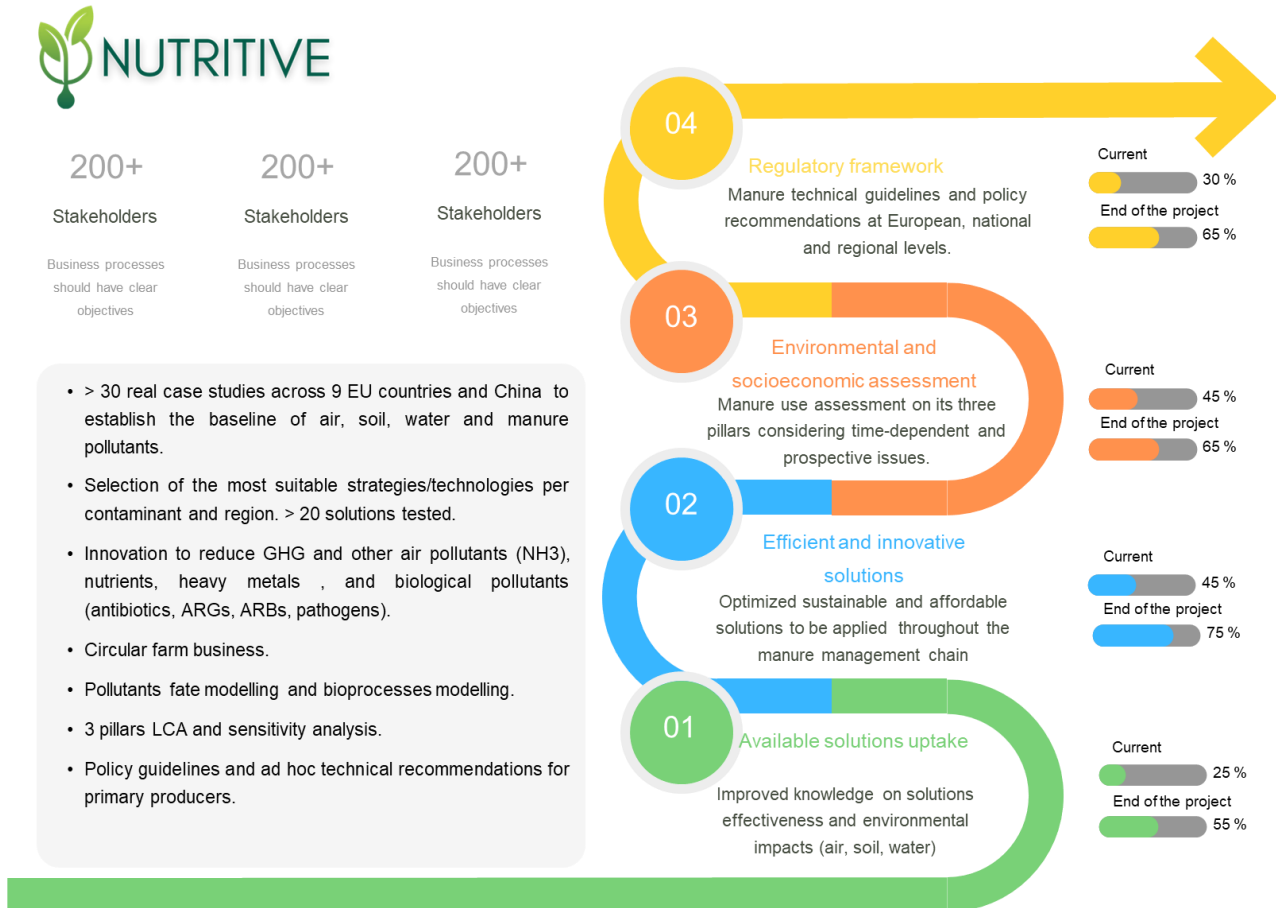 NUTRITIVE
200+
Stakeholders
Business processes
should have clear
objectives
200+
Stakeholders
Business processes
should have clear
objectives
200+
Stakeholders
Business processes
should have clear
objectives
• > 30 real case studies across 9 EU countries and China to
establish the baseline of air, soil, water and manure
pollutants.
• Selection of the most suitable strategies/technologies per
contaminant and region. > 20 solutions tested.
• Innovation to reduce GHG and other air pollutants (NH3),
nutrients, heavy metals , and biological pollutants
(antibiotics, ARGs, ARBs, pathogens).
• Circular farm business.
• Pollutants fate modelling and bioprocesses modelling.
• 3 pillars LCA and sensitivity analysis.
• Policy guidelines and ad hoc technical recommendations for
primary producers.
04
Regulatory framework
Manure technical guidelines and policy
recommendations at European, national
and regional levels.
Current
30 %
End of the project
65 %
03
Environmental and
socioeconomic assessment
Manure use assessment on its three
pillars considering time-dependent and
prospective issues.
Current
45 %
End of the project
65 %
02
Efficient and innovative
solutions
Optimized sustainable and affordable
solutions to be applied throughout the
manure management chain
Current
45 %
End of the project
75 %
01
Available solutions uptake
Improved knowledge on solutions
effectiveness and environmental
impacts (air, soil, water)
Current
25 %
End of the project
55 %